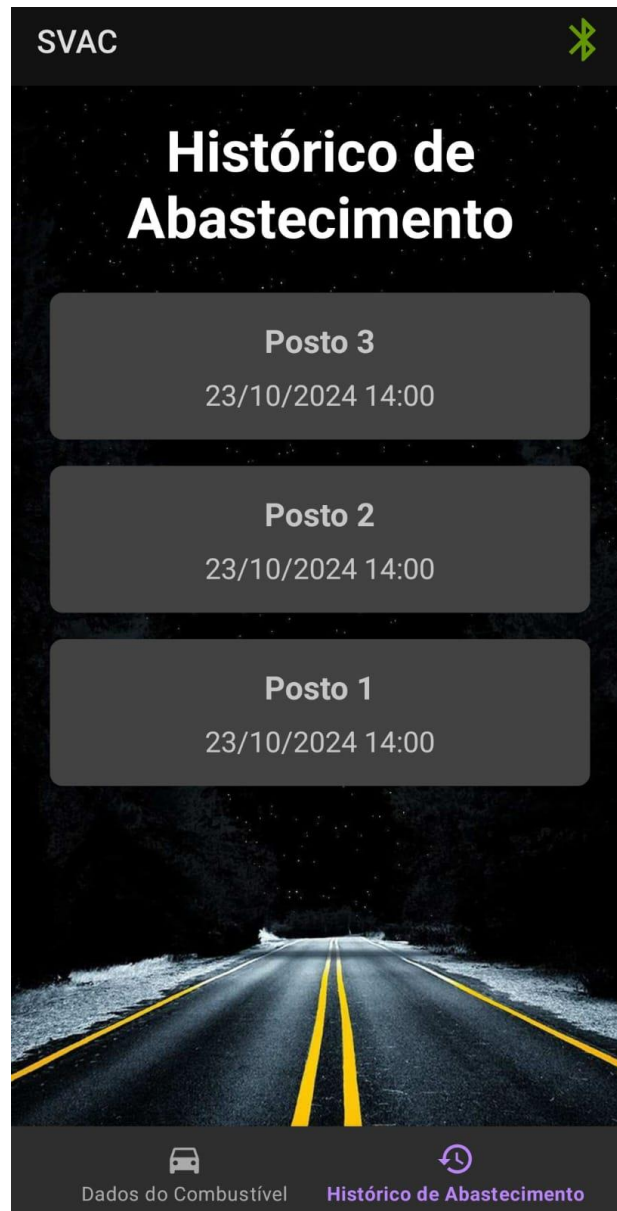 SVAC
Histórico de
Abastecimento
Posto 3
23/10/2024 14:00
Posto 2
23/10/2024 14:00
Posto 1
23/10/2024 14:00
Dados do Combustível
Histórico de Abastecimento